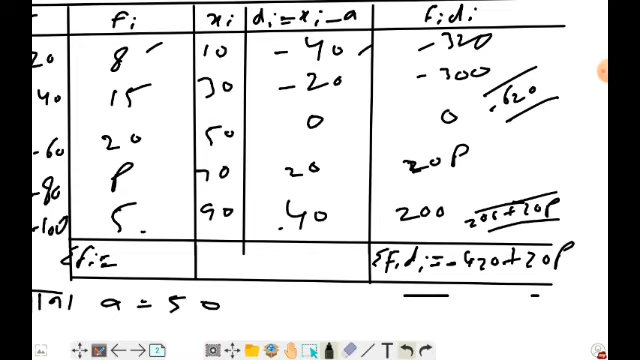 fi xi di=xi-a fidi
20 8 10 -40 -320
40 15 30 -20 -300 -620
-60 20 50 0 0
-80 P 70 20 20P
-100 5 90 40 200 200+20P
Σfi= Σfidi=-420+20P
a=50